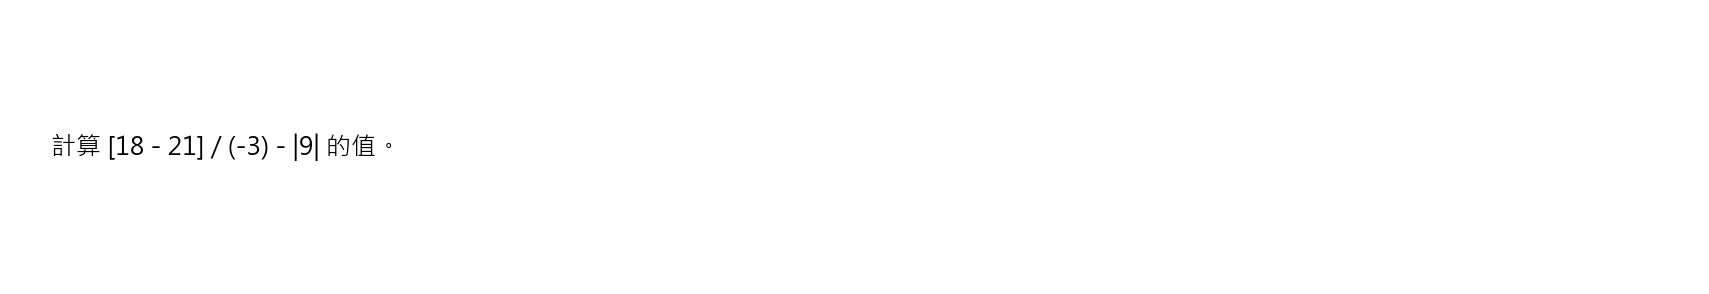 計算 [18 - 21] / (-3) - |9| 的值。